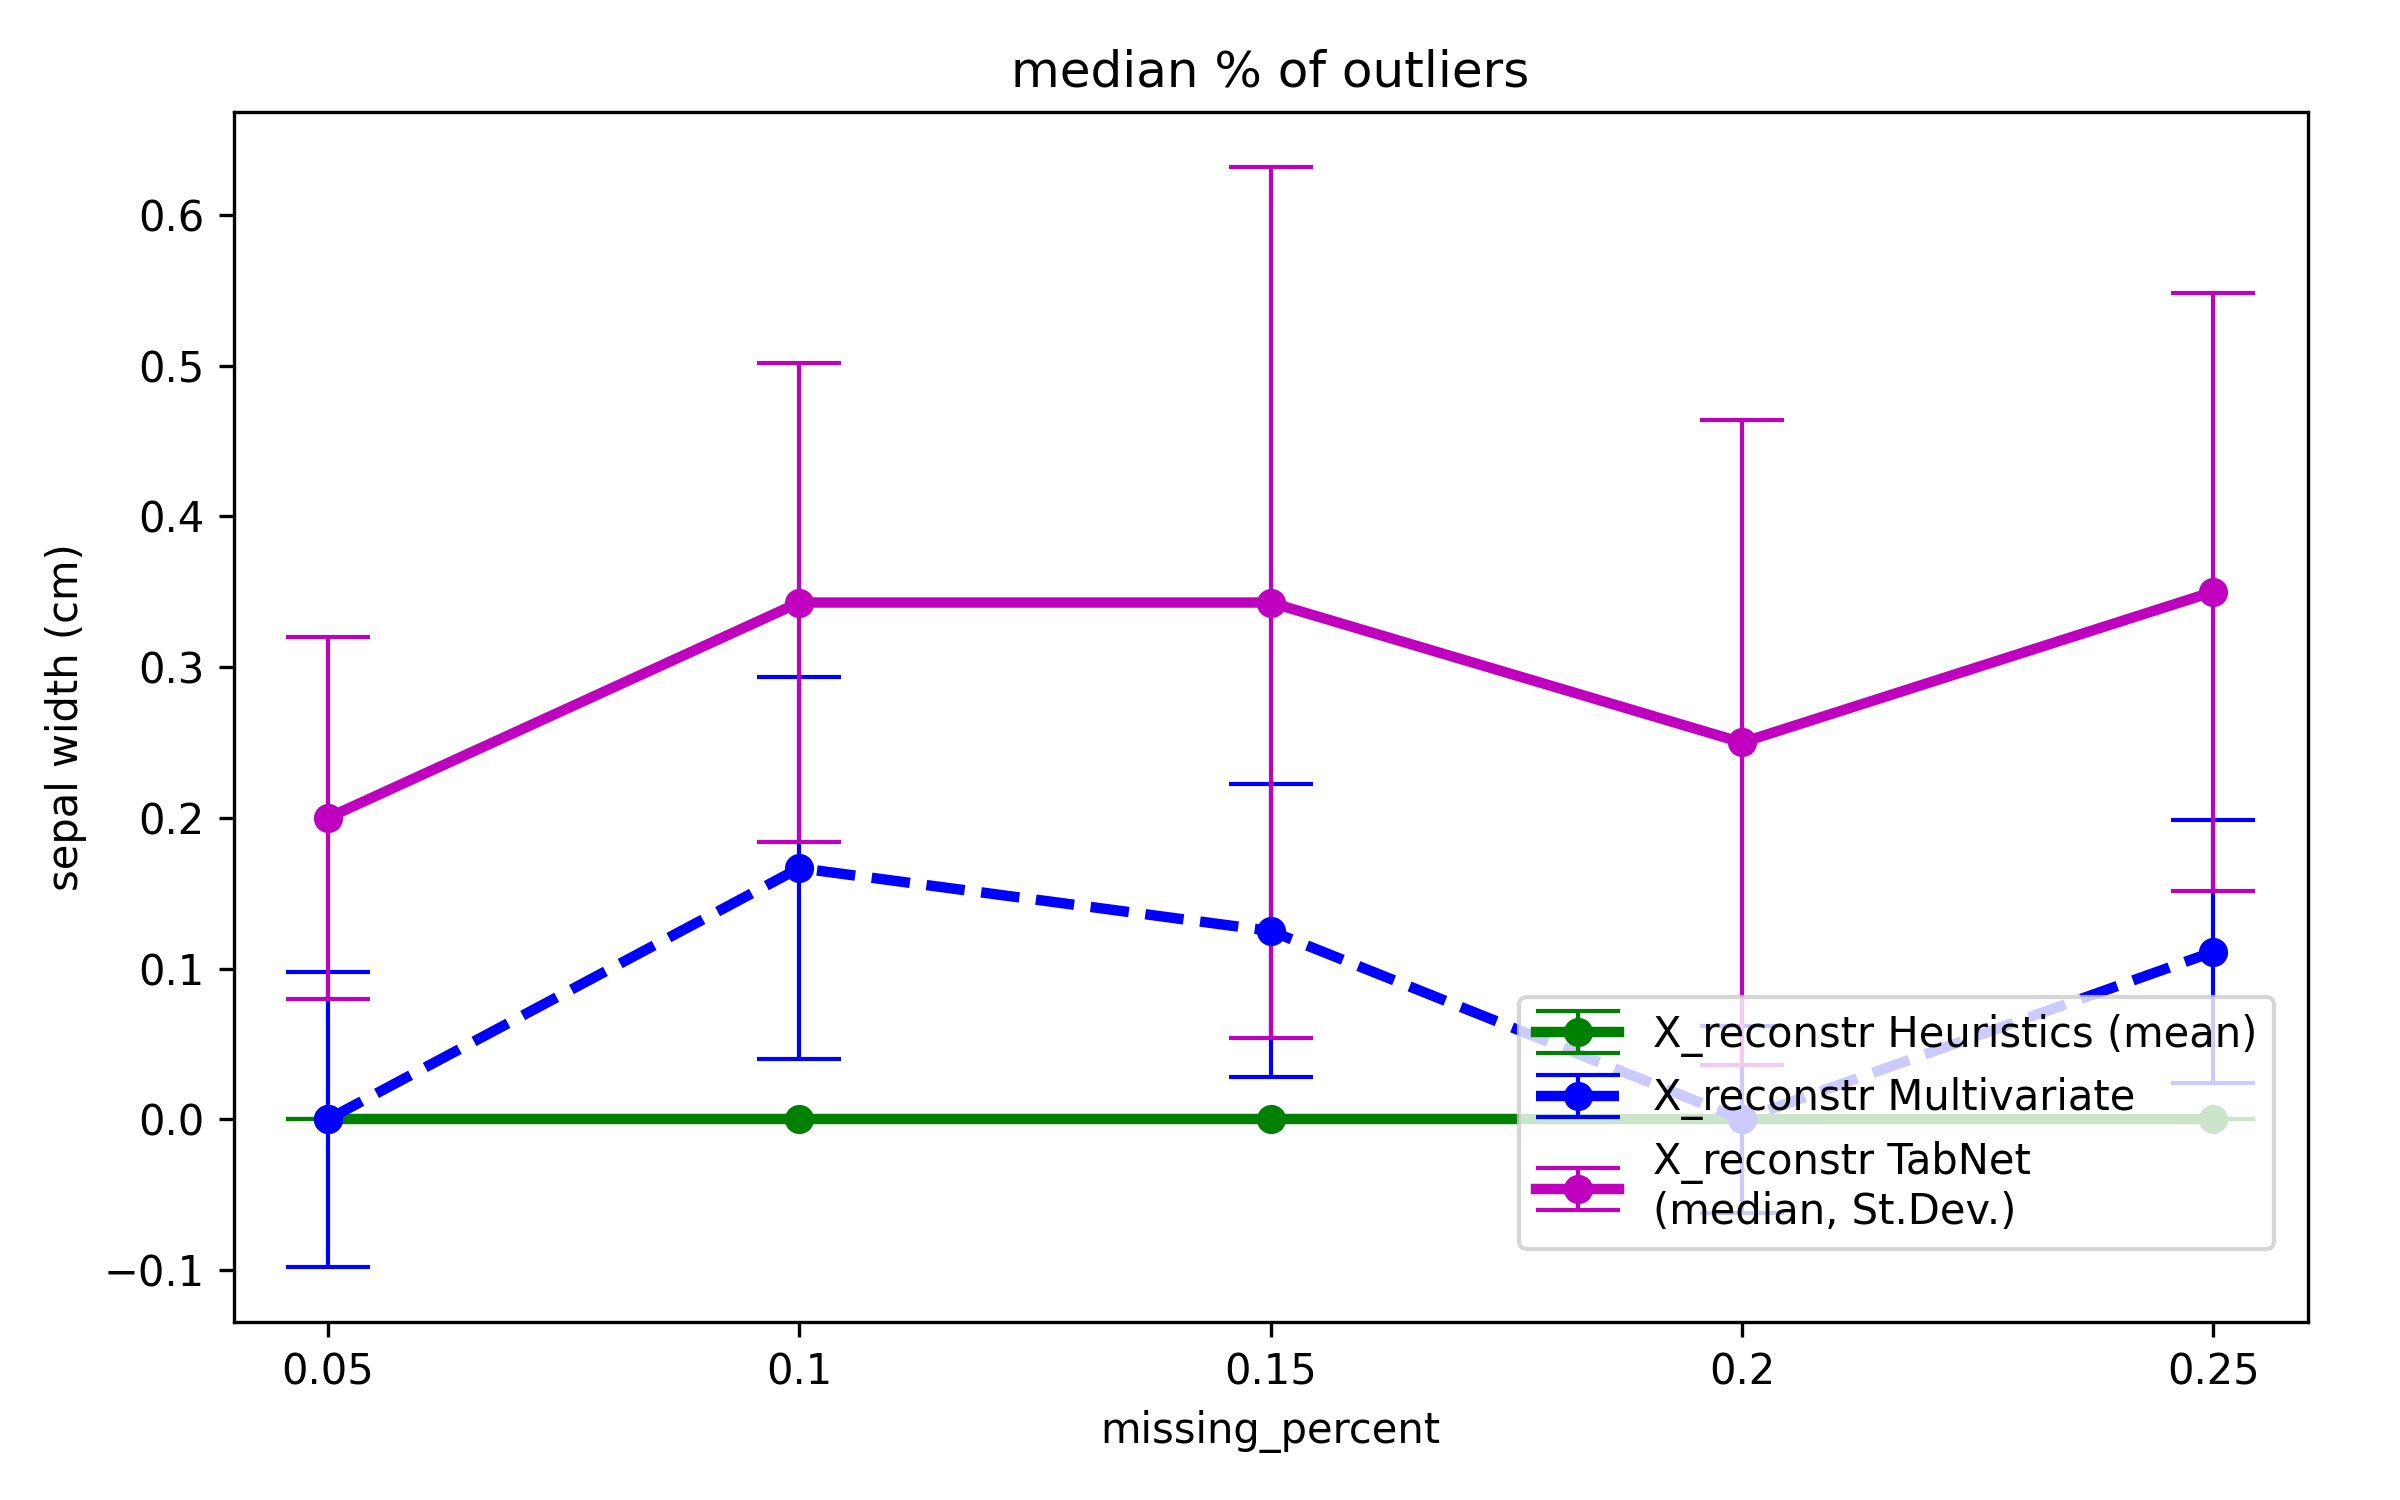 median % of outliers
sepal width (cm)
0.6
0.5
0.4
0.3
0.2
0.1
0.0
−0.1
X_reconstr Heuristics (mean)
X_reconstr Multivariate
X_reconstr TabNet
(median, St.Dev.)
0.05
0.1
0.15
0.2
0.25
missing_percent